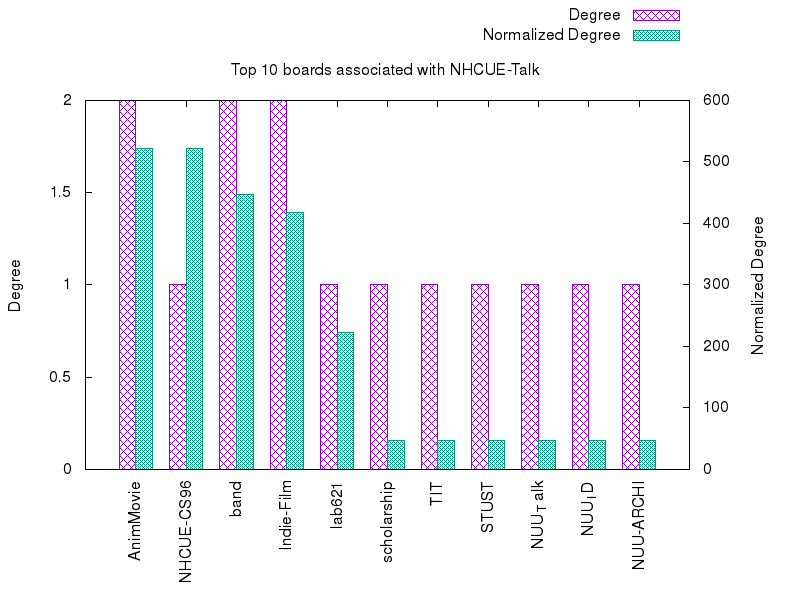 Degree
Normalized Degree
Top 10 boards associated with NHCUE-Talk
2
1.5
1
0.5
0
600
500
400
300
200
100
0
Degree
Normalized Degree
AnimMovie
NHCUE-CS96
band
Indie-Film
lab621
scholarship
TIT
STUST
NUU_Talk
NUU_ID
NUU-ARCHI